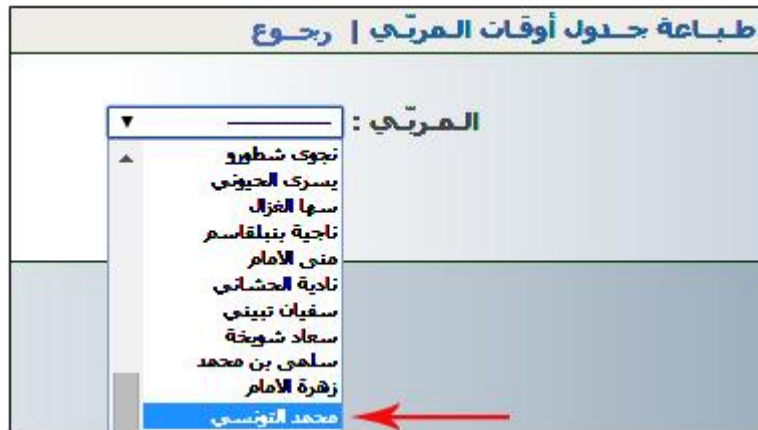 طباعة جدول أوقات المربّي | رجوع
المربّي :
نجوى شطورو
يسرى الحيوني
سها الغزال
ناجية بنبلقاسم
منى الامام
نادية الحشاني
سفيان تبيني
سعاد شويخة
سلمى بن محمد
زهرة الامام
محمد التونسي